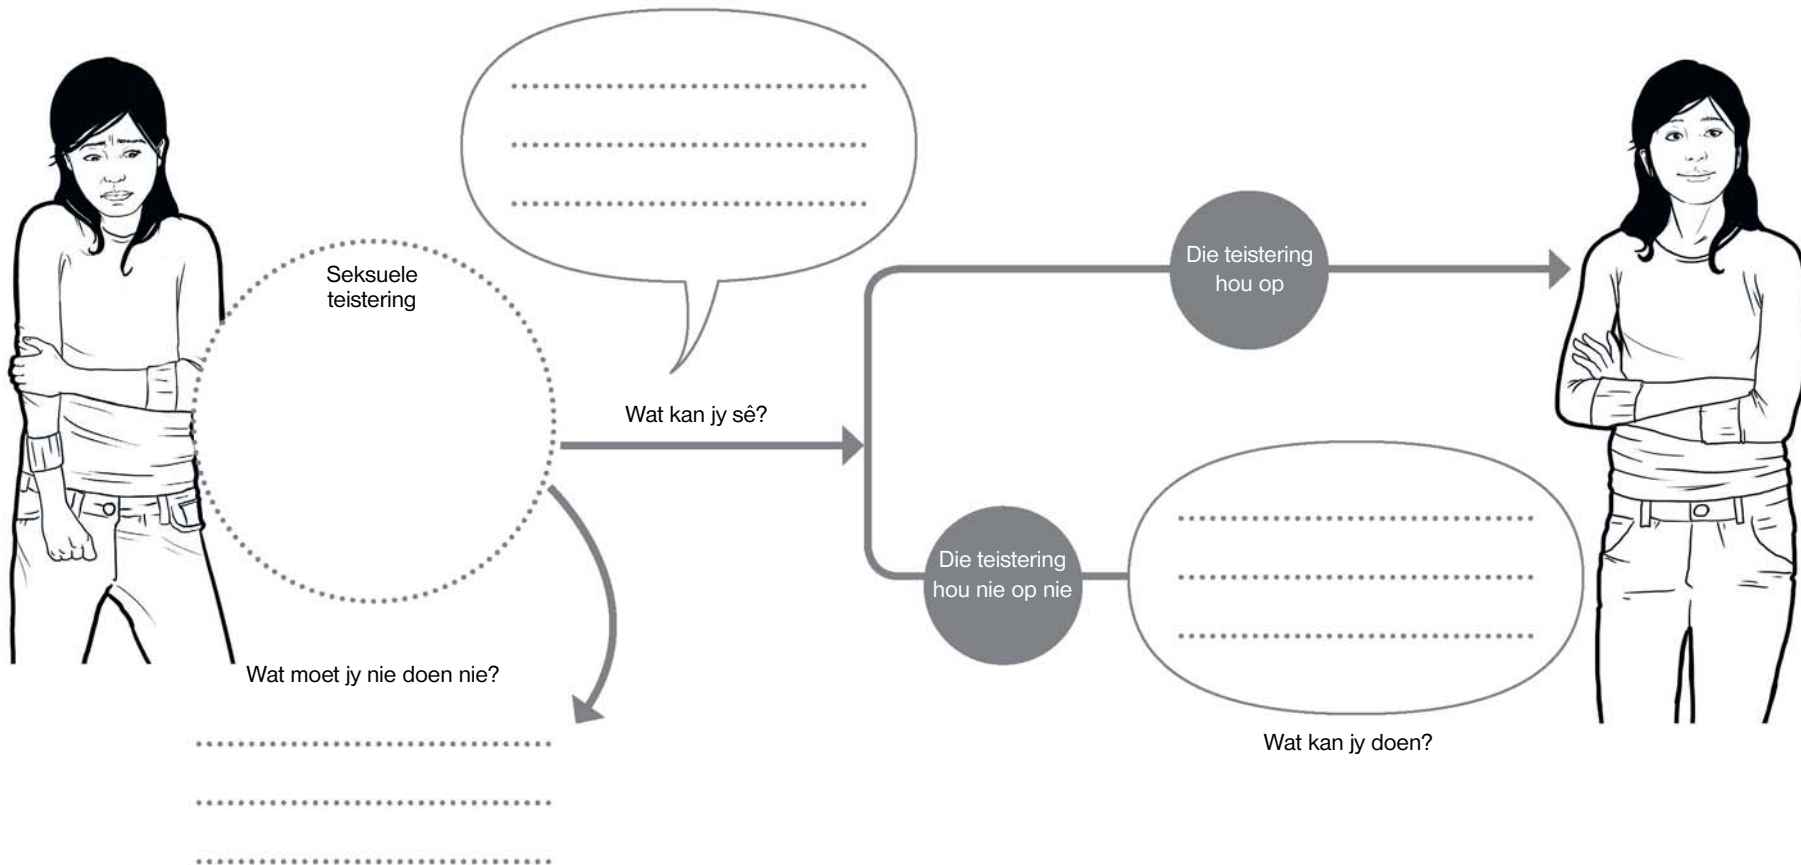 Seksuele
teistering
Wat kan jy sê?
Die teistering
hou op
Die teistering
hou nie op nie
Wat kan jy doen?
Wat moet jy nie doen nie?